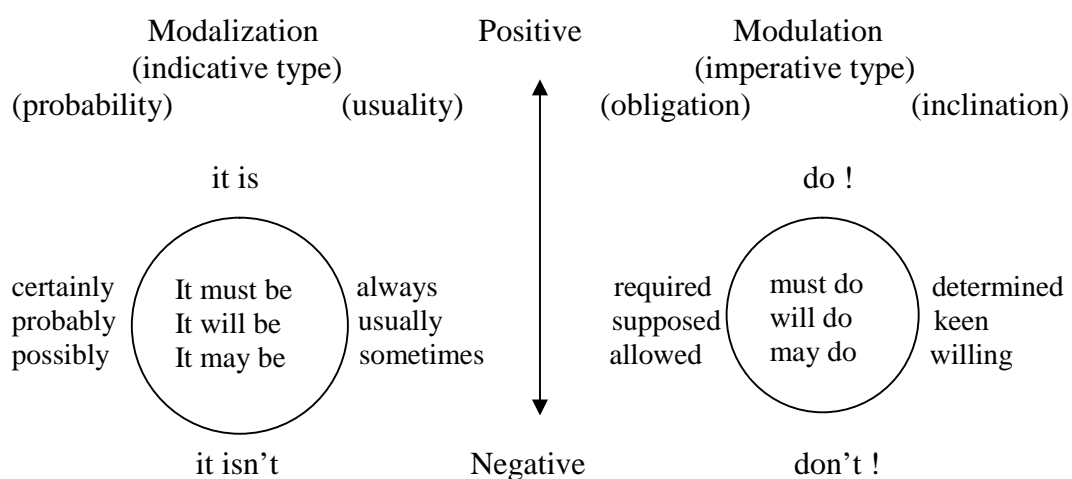 Modalization Positive Modulation
(indicative type) (imperative type)
(probability) (usuality) (obligation) (inclination)
it is do !
certainly It must be always required must do determined
probably It will be usually supposed will do keen
possibly It may be sometimes allowed may do willing
it isn’t Negative don’t !